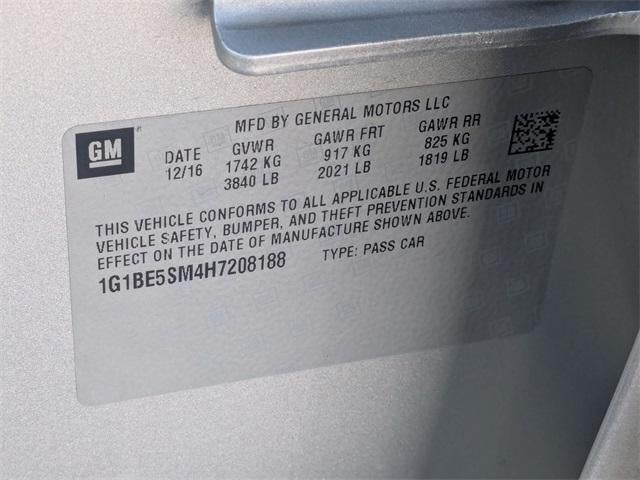 MFD BY GENERAL MOTORS LLC
GM DATE GVWR GAWR FRT GAWR RR
12/16 1742 KG 917 KG 825 KG
3840 LB 2021 LB 1819 LB
THIS VEHICLE CONFORMS TO ALL APPLICABLE U.S. FEDERAL MOTOR
VEHICLE SAFETY, BUMPER, AND THEFT PREVENTION STANDARDS IN
EFFECT ON THE DATE OF MANUFACTURE SHOWN ABOVE.
1G1BE5SM4H7208188 TYPE: PASS CAR